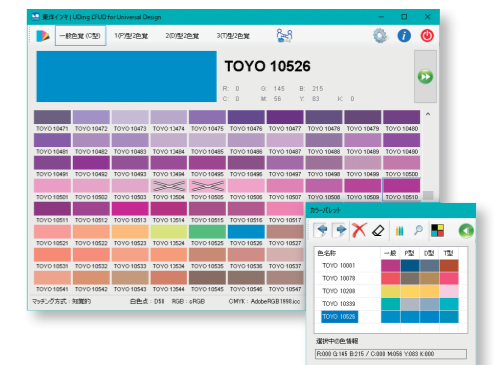 東洋インキ | UDing CFUD for Universal Design
一般色覚 (C型) 1(P)型2色覚 2(D)型2色覚 3(T)型2色覚
TOYO 10526
R: 0 G: 145 B: 215
C: 0 M: 56 Y: 83 K: 0
TOYO 10471 TOYO 10472 TOYO 10473 TOYO 10474 TOYO 10475 TOYO 10476 TOYO 10477 TOYO 10478 TOYO 10479 TOYO 10480
TOYO 10481 TOYO 10482 TOYO 10483 TOYO 10484 TOYO 10485 TOYO 10486 TOYO 10487 TOYO 10488 TOYO 10489 TOYO 10490
TOYO 10491 TOYO 10492 TOYO 10493 TOYO 10494 TOYO 10495 TOYO 10496 TOYO 10497 TOYO 10498 TOYO 10499 TOYO 10500
TOYO 10501 TOYO 10502 TOYO 10503 TOYO 10504 TOYO 10505 TOYO 10506 TOYO 10507 TOYO 10508 TOYO 10509 TOYO 10510
TOYO 10511 TOYO 10512 TOYO 10513 TOYO 10514 TOYO 10515 TOYO 10516 TOYO 10517
TOYO 10521 TOYO 10522 TOYO 10523 TOYO 10524 TOYO 10525 TOYO 10526 TOYO 10527
TOYO 10531 TOYO 10532 TOYO 10533 TOYO 10534 TOYO 10535 TOYO 10536 TOYO 10537
TOYO 10541 TOYO 10542 TOYO 10543 TOYO 10544 TOYO 10545 TOYO 10546 TOYO 10547
マッチング方式: 知覚的 白色点: D50 RGB: sRGB CMYK: AdobeRGB1998.icc
カラーパレット
色名称 一般 P型 D型 T型
TOYO 10001
TOYO 10078
TOYO 10208
TOYO 10339
TOYO 10526
選択中の色情報
R:000 G:145 B:215 / C:000 M:056 Y:083 K:000